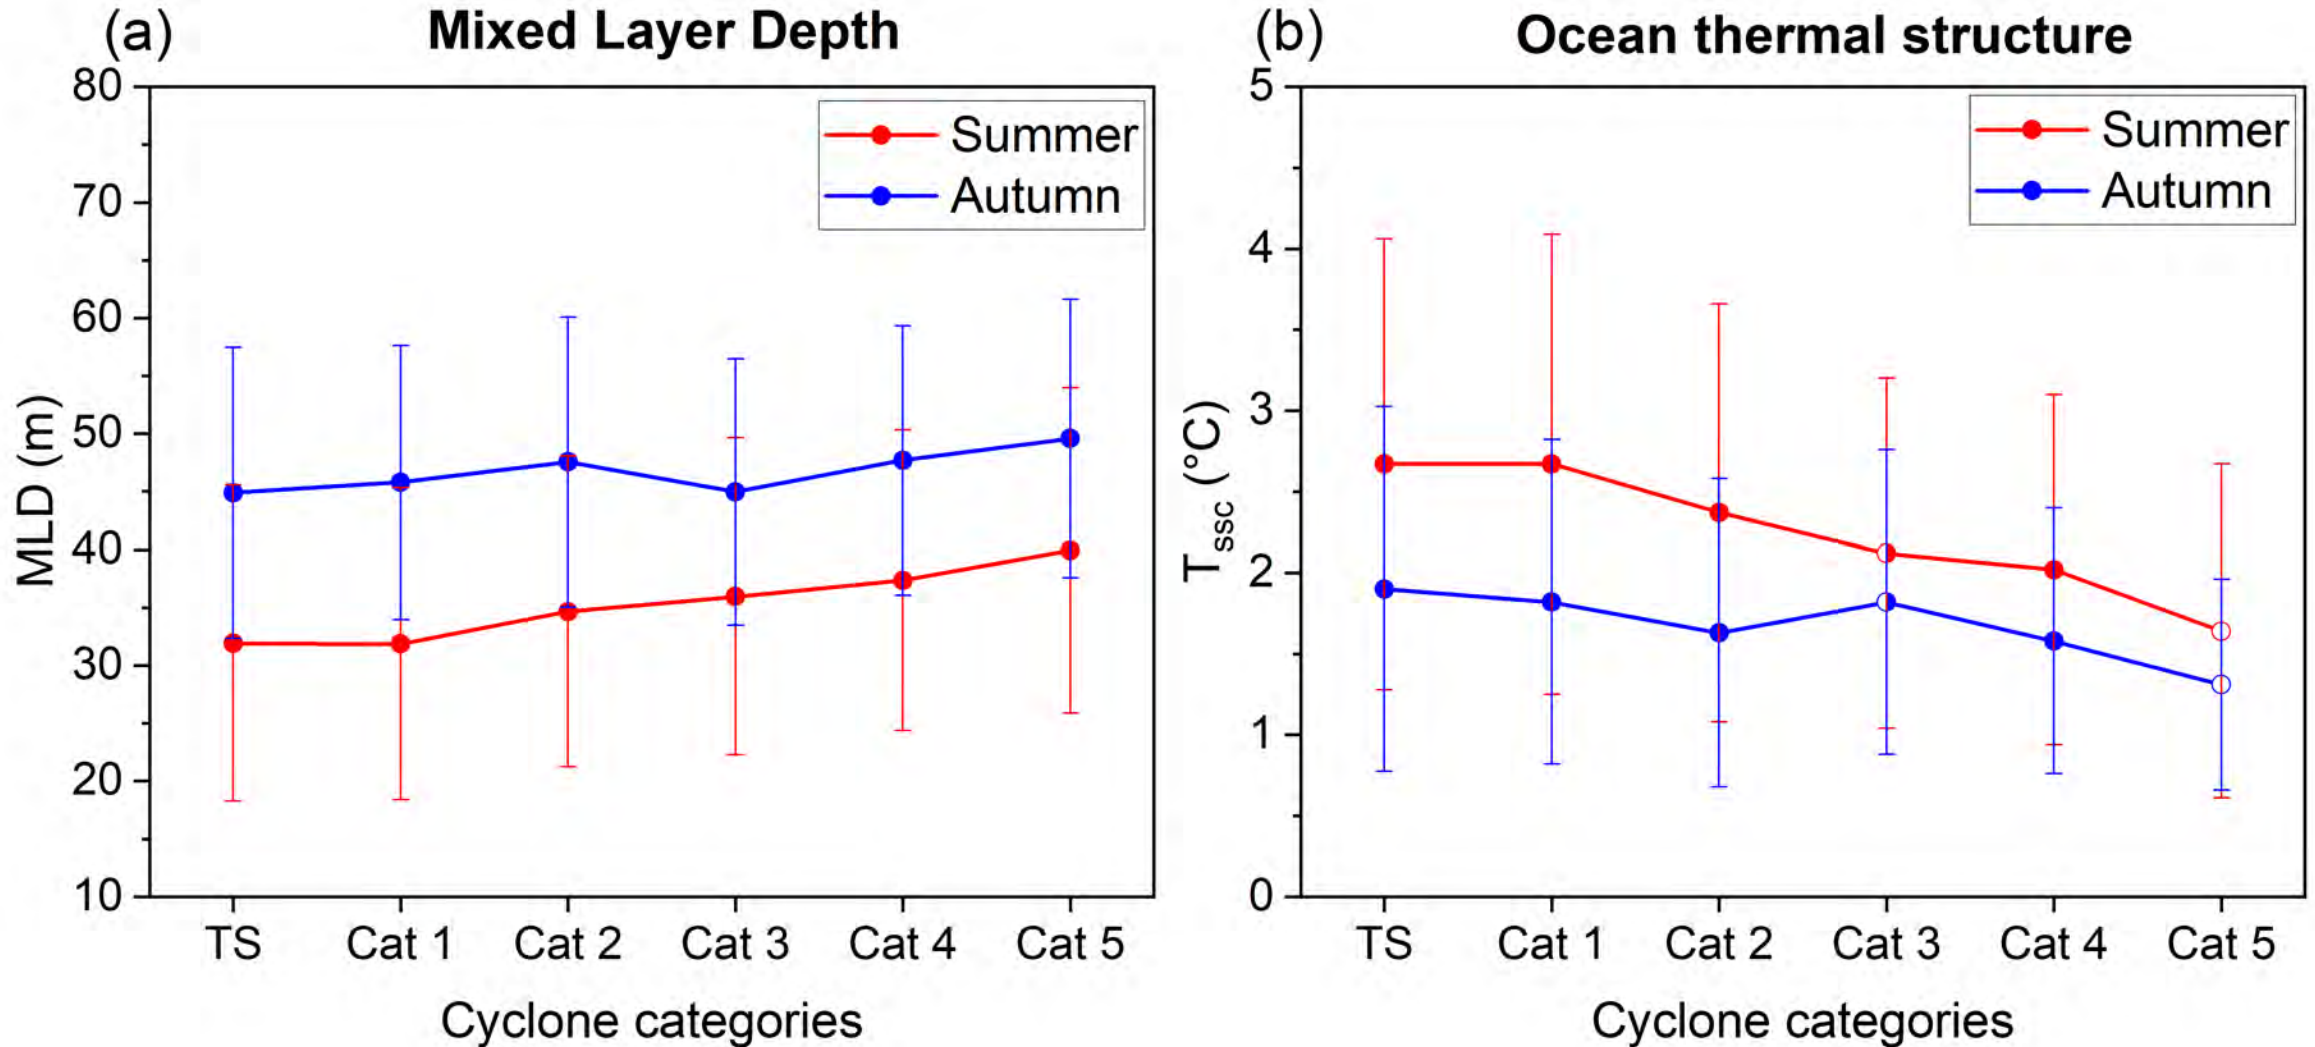 (a) Mixed Layer Depth
80
70
60
50
40
30
20
10
MLD (m)
Summer
Autumn
TS Cat 1 Cat 2 Cat 3 Cat 4 Cat 5
Cyclone categories
(b) Ocean thermal structure
5
4
3
2
1
0
Tssc (°C)
Summer
Autumn
TS Cat 1 Cat 2 Cat 3 Cat 4 Cat 5
Cyclone categories